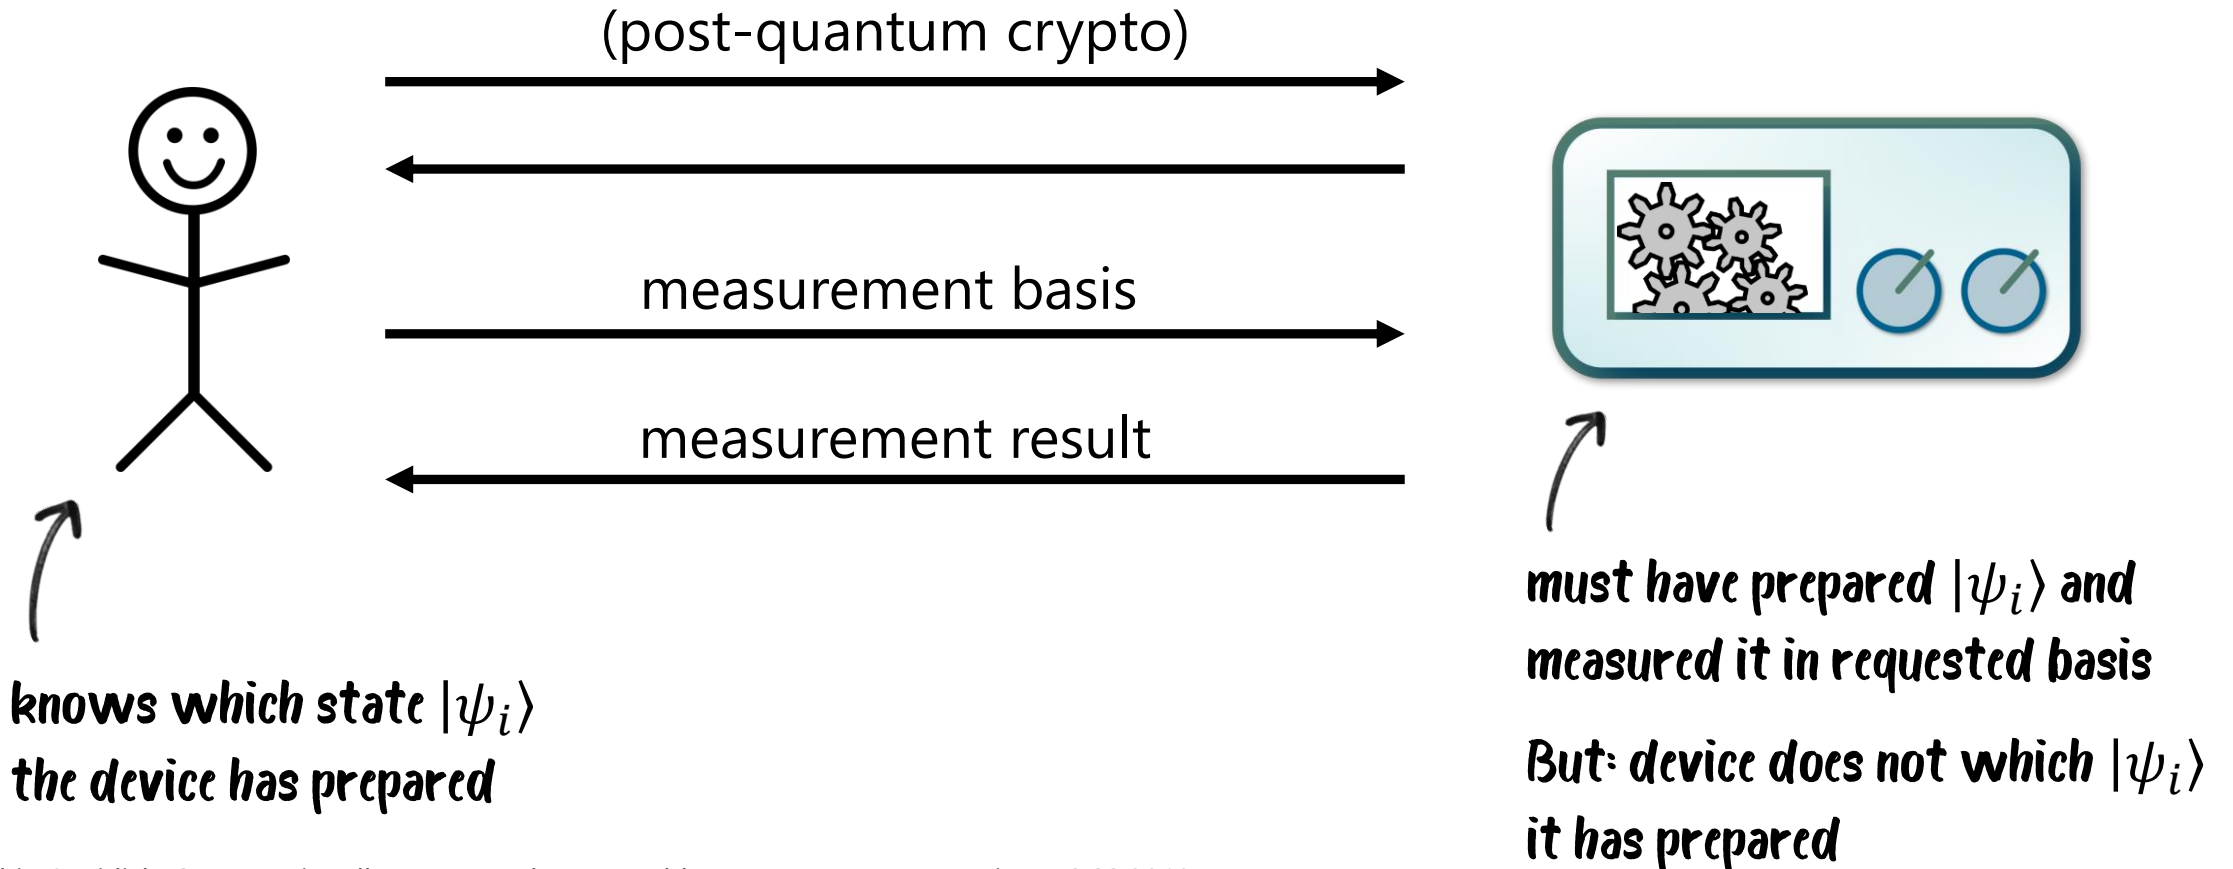 (post-quantum crypto)
measurement basis
measurement result
knows which state |ψᵢ⟩
the device has prepared
must have prepared |ψᵢ⟩ and
measured it in requested basis
But: device does not which |ψᵢ⟩
it has prepared